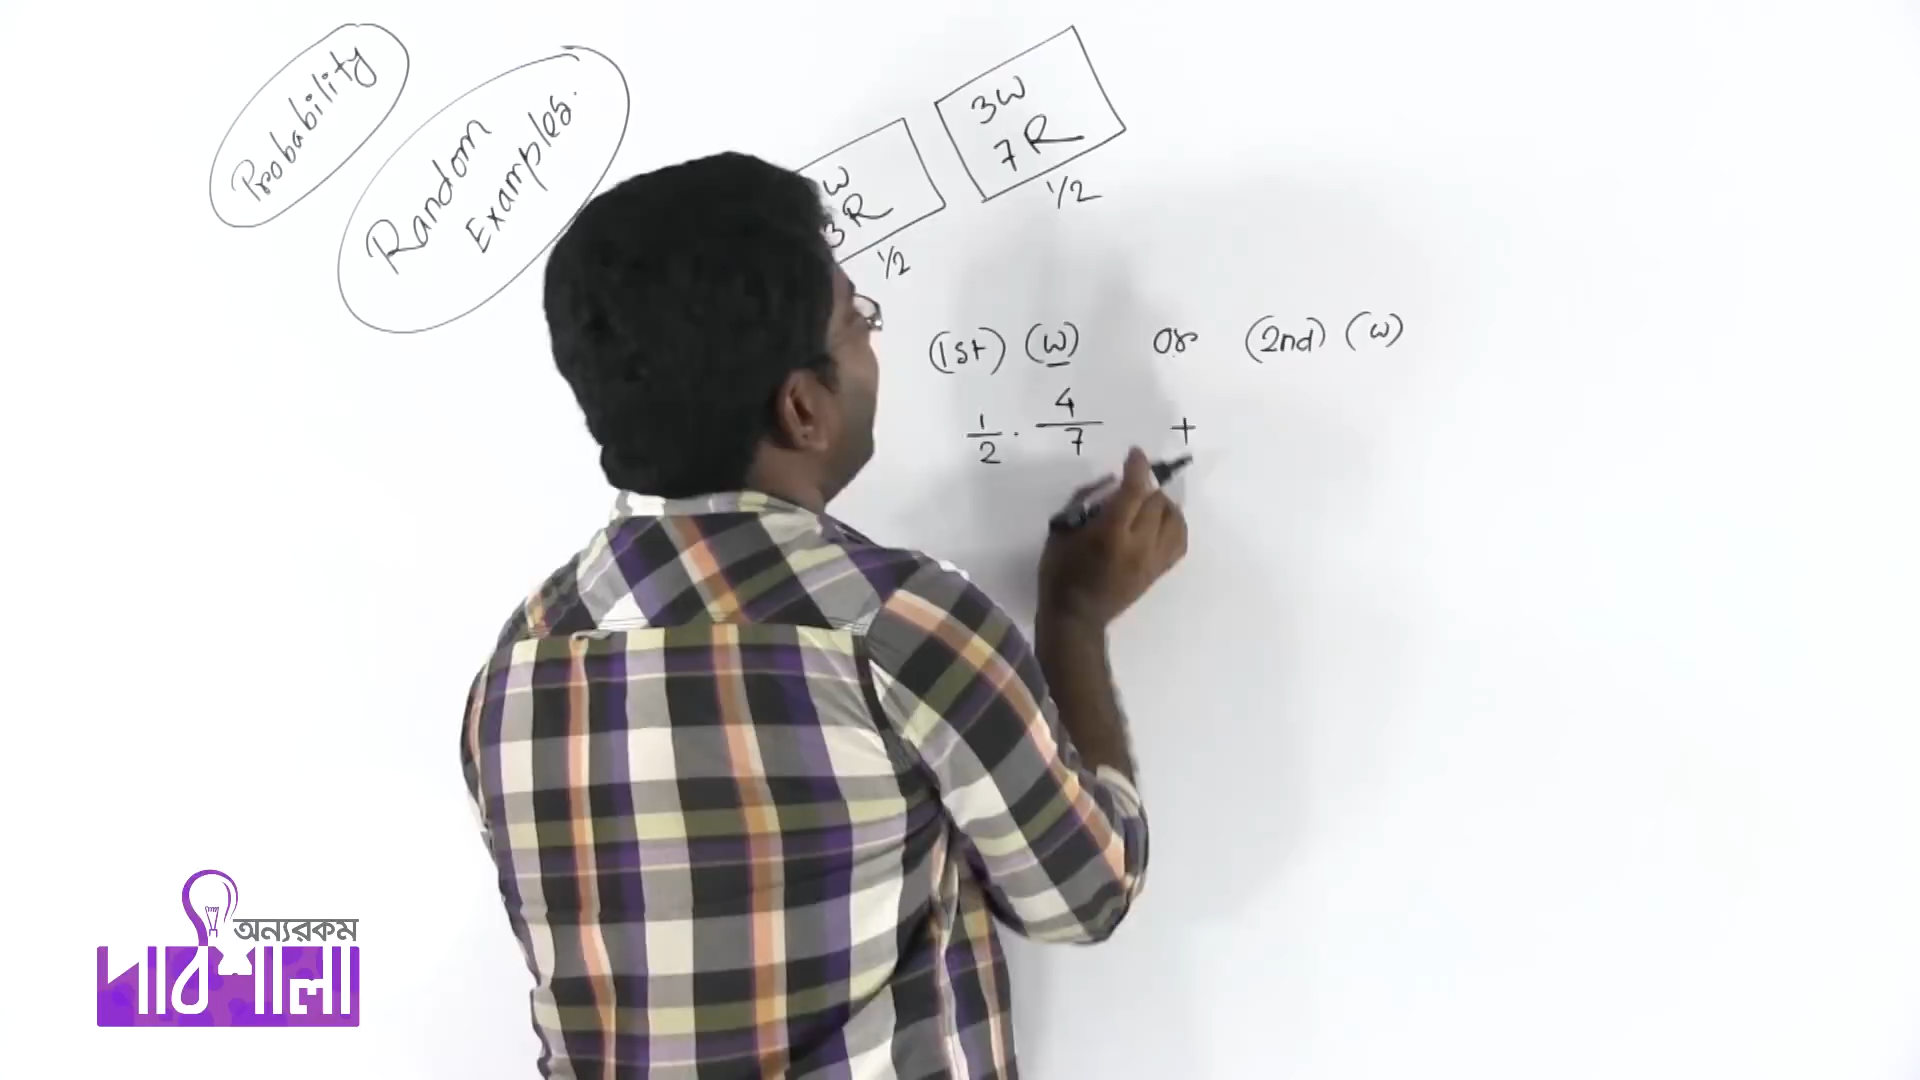 Probability
Random
Examples.
W
3R
1/2
3W
7R
1/2
(1st) (W) or (2nd) (W)
1/2 · 4/7 +
অন্যরকম
পাঠশালা